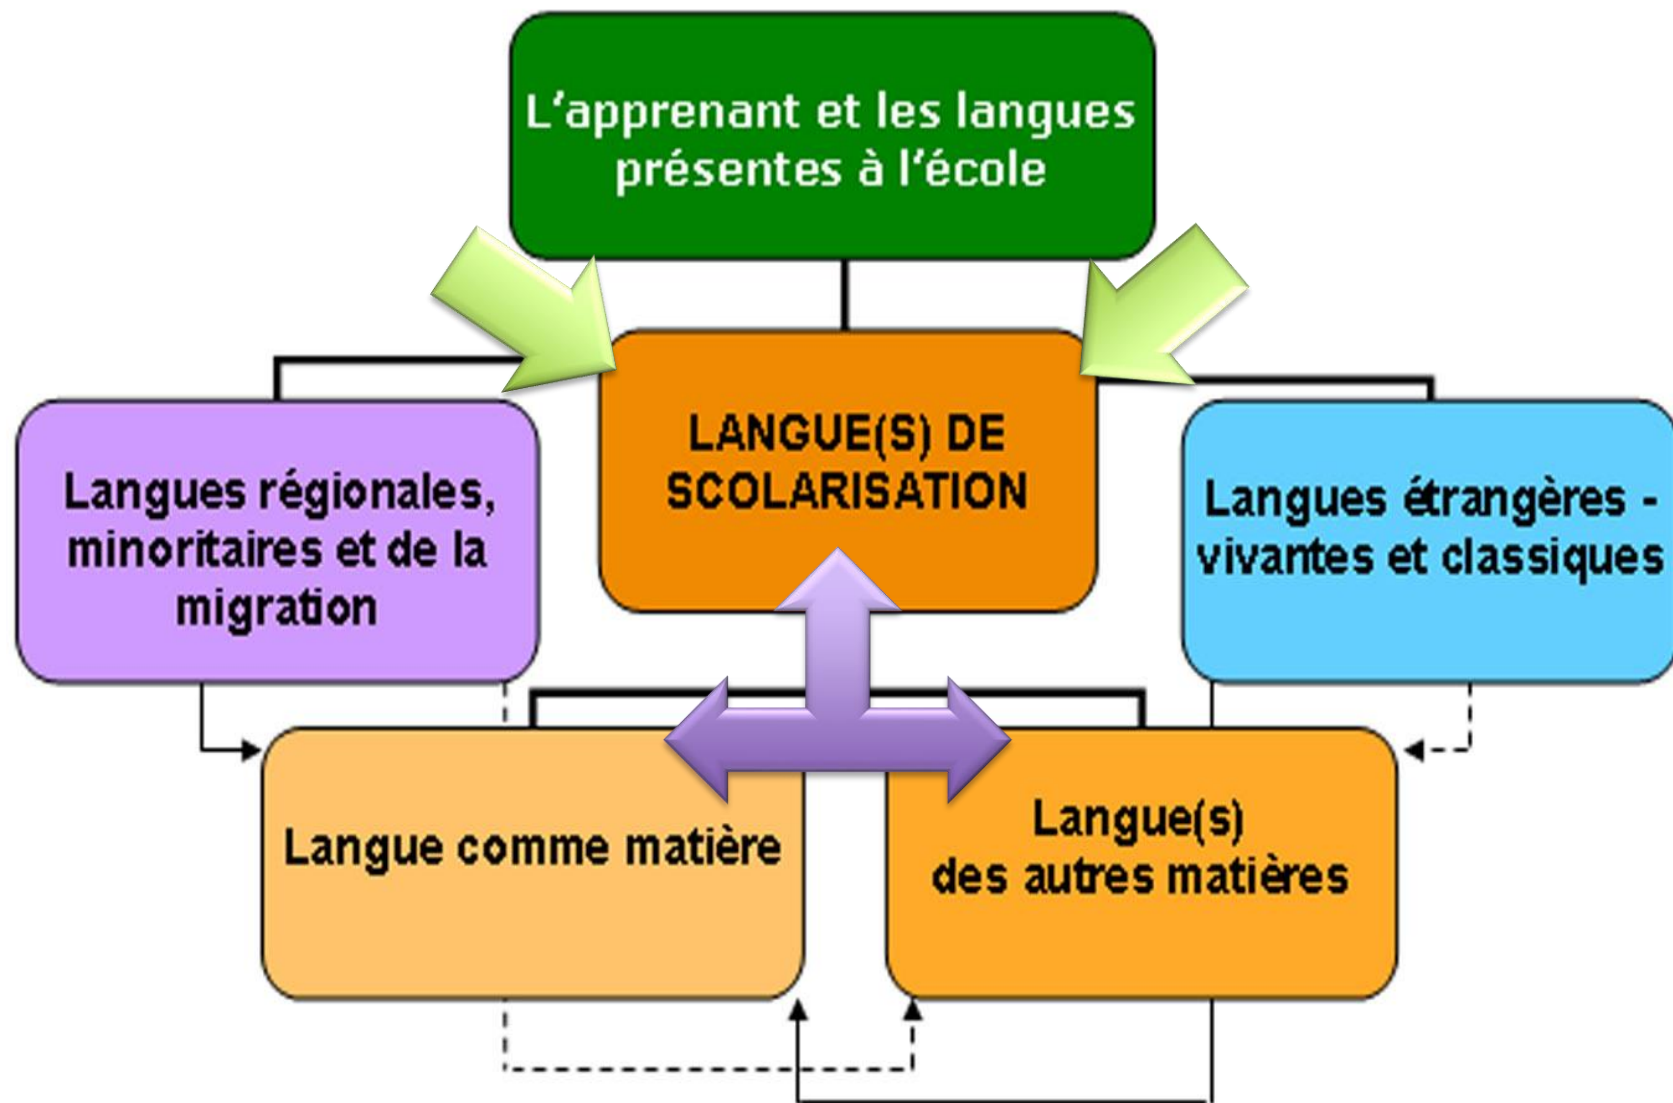 L'apprenant et les langues
présentes à l'école
LANGUE(S) DE
SCOLARISATION
Langues régionales,
minoritaires et de la
migration
Langues étrangères -
vivantes et classiques
Langue comme matière
Langue(s)
des autres matières